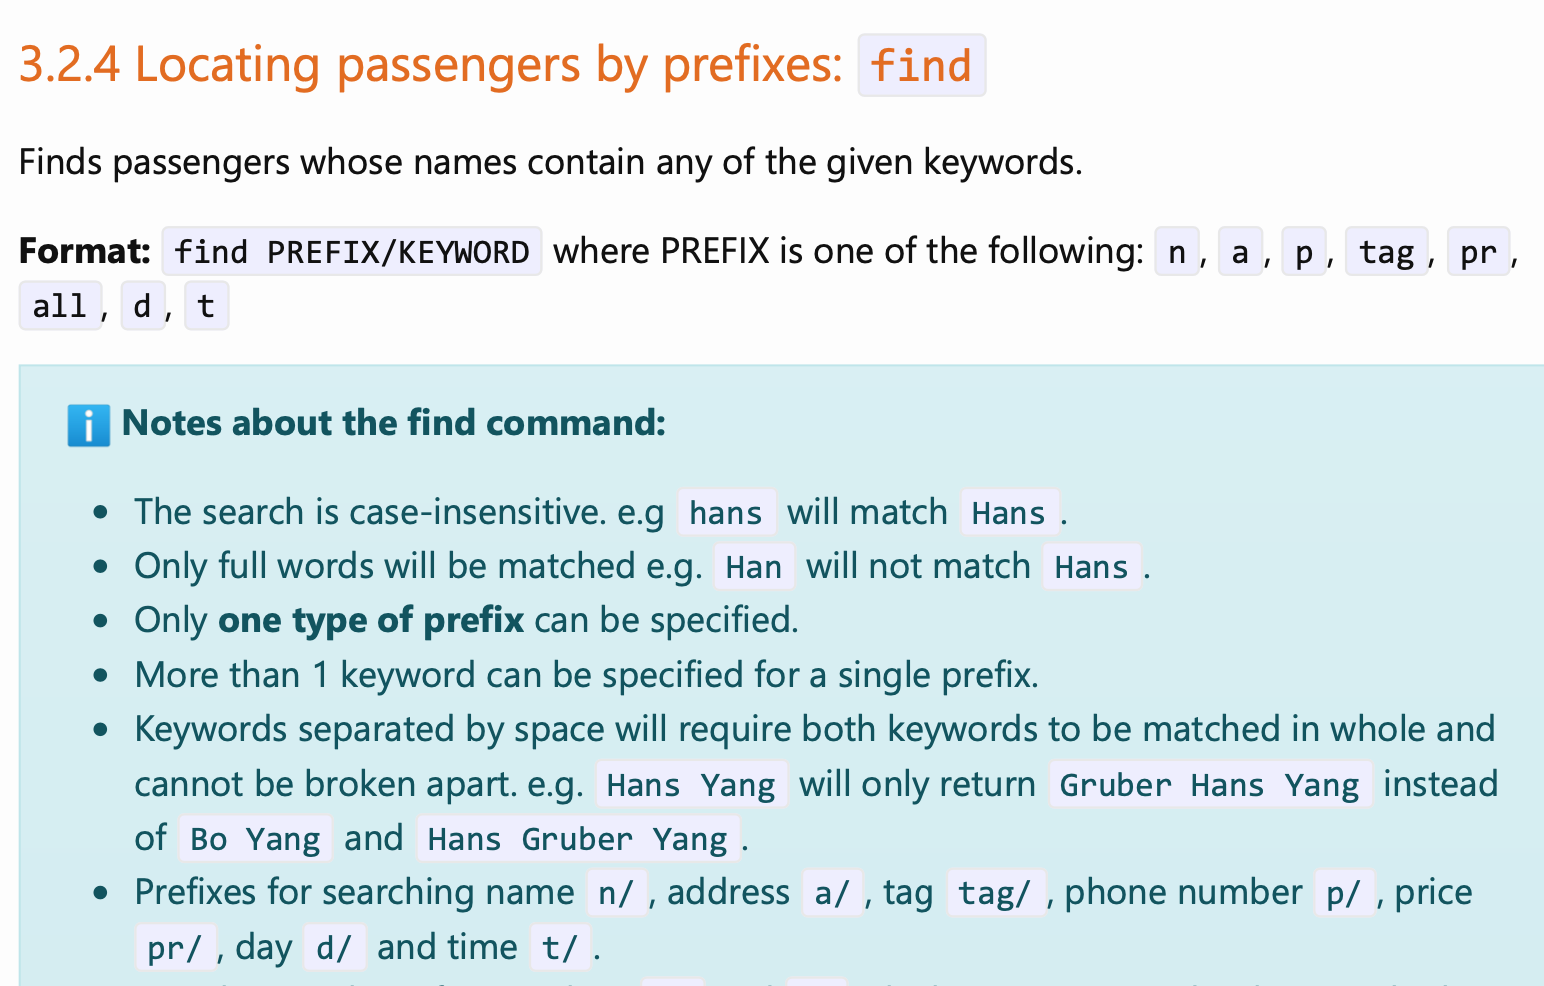 3.2.4 Locating passengers by prefixes: find
Finds passengers whose names contain any of the given keywords.
Format: find PREFIX/KEYWORD where PREFIX is one of the following: n, a, p, tag, pr,
all, d, t
Notes about the find command:
• The search is case-insensitive. e.g hans will match Hans.
• Only full words will be matched e.g. Han will not match Hans.
• Only one type of prefix can be specified.
• More than 1 keyword can be specified for a single prefix.
• Keywords separated by space will require both keywords to be matched in whole and
cannot be broken apart. e.g. Hans Yang will only return Gruber Hans Yang instead
of Bo Yang and Hans Gruber Yang.
• Prefixes for searching name n/, address a/, tag tag/, phone number p/, price
pr/, day d/ and time t/.